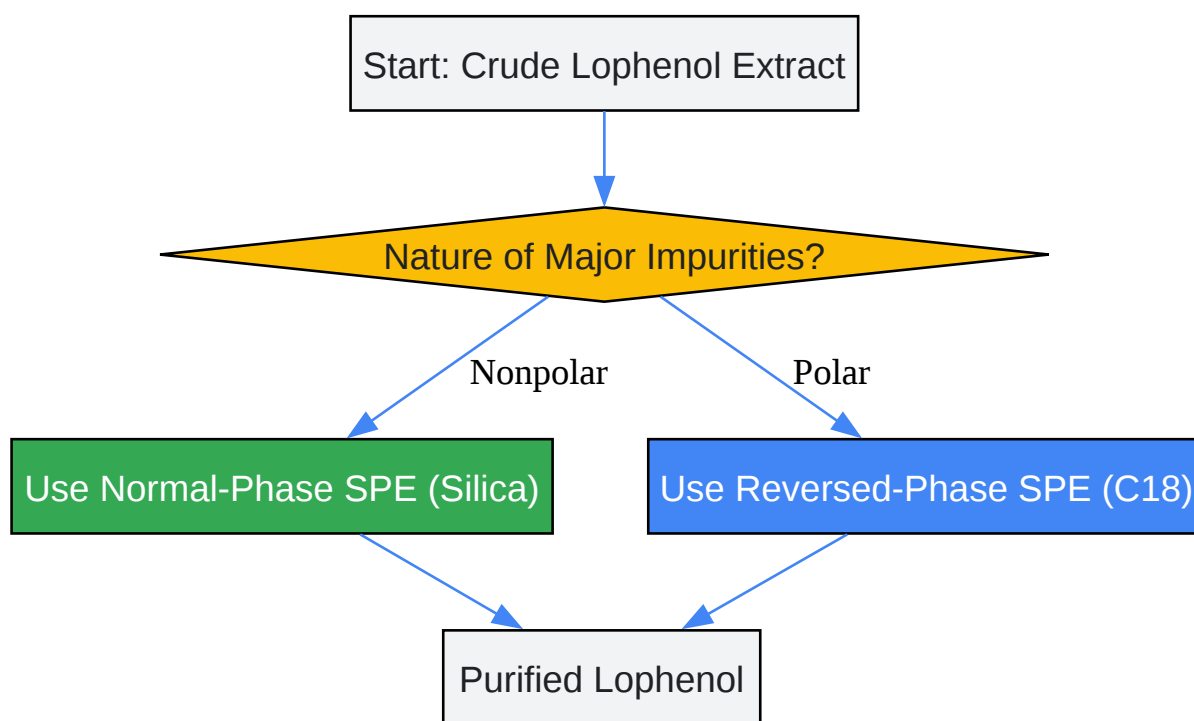 Start: Crude Lophenol Extract
Nature of Major Impurities?
Nonpolar
Polar
Use Normal-Phase SPE (Silica)
Use Reversed-Phase SPE (C18)
Purified Lophenol